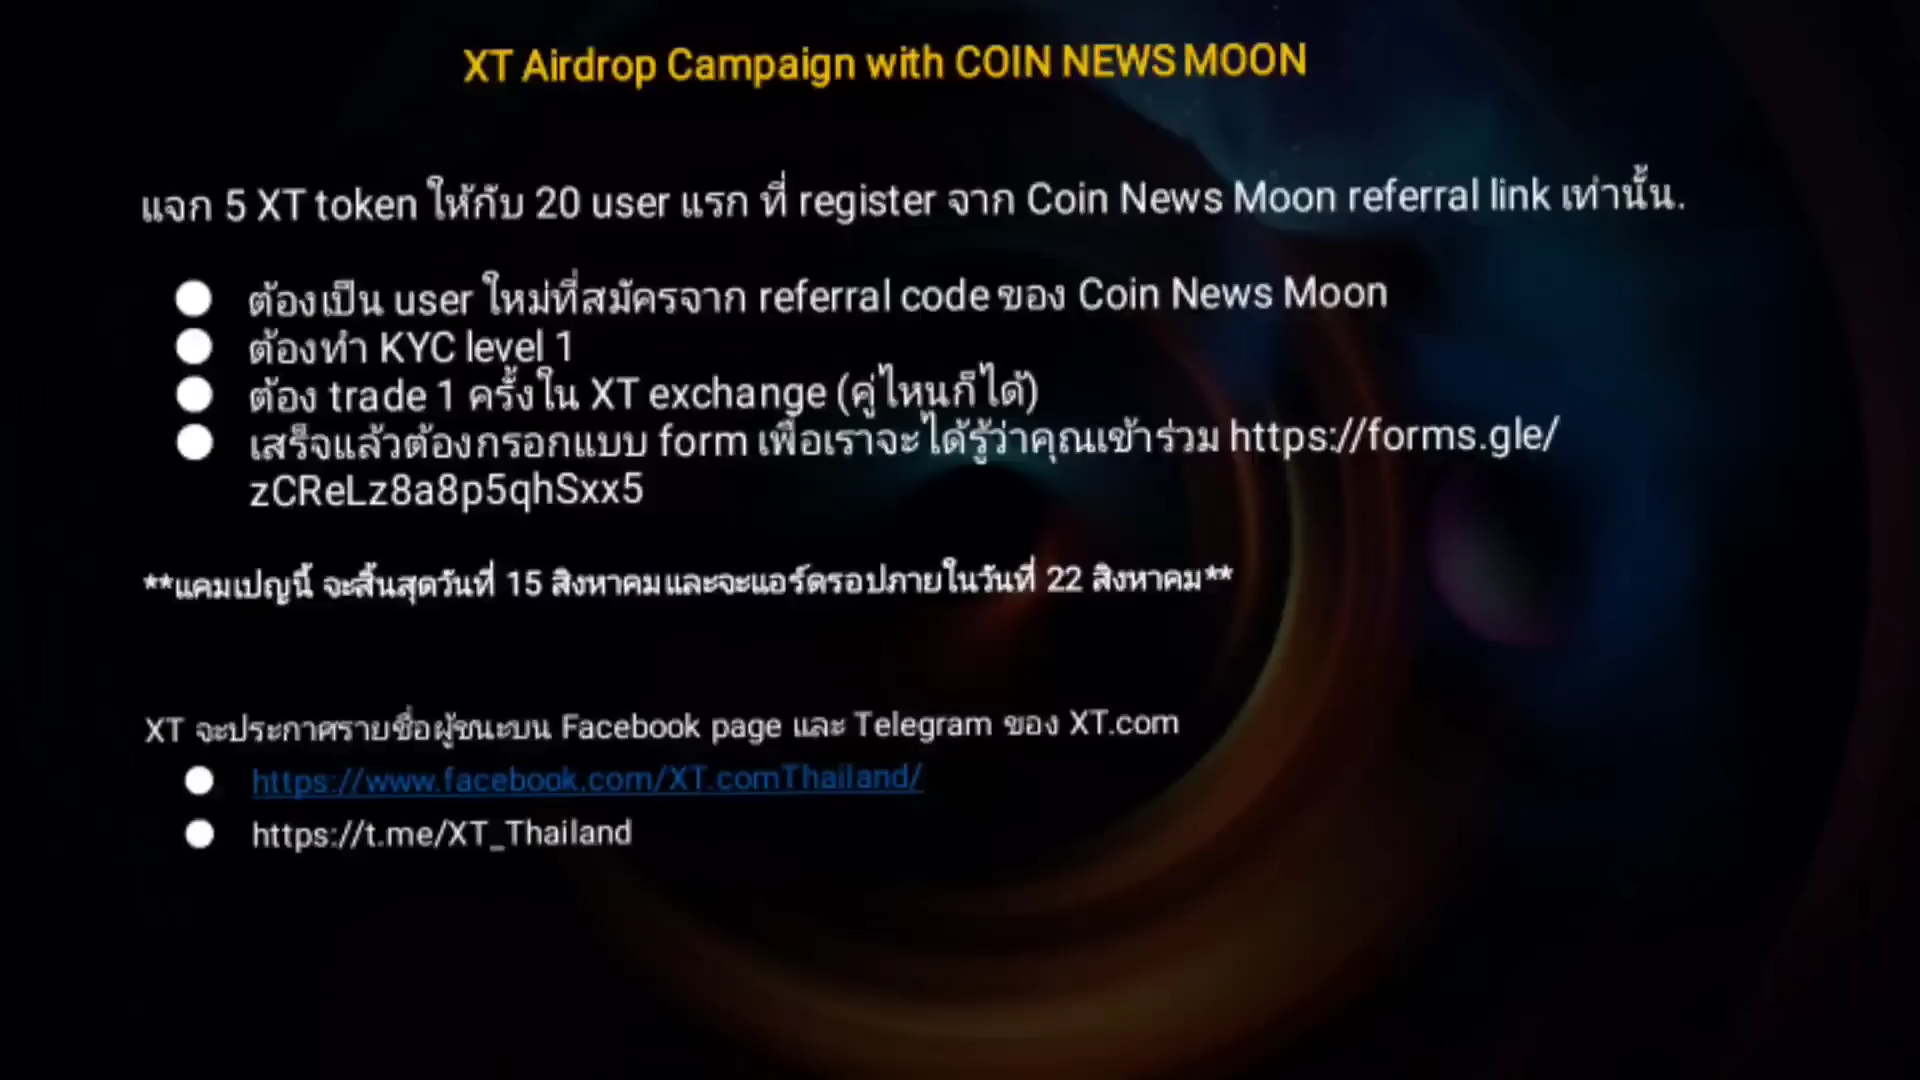 XT Airdrop Campaign with COIN NEWS MOON
แจก 5 XT token ให้กับ 20 user แรก ที่ register จาก Coin News Moon referral link เท่านั้น.
ต้องเป็น user ใหม่ที่สมัครจาก referral code ของ Coin News Moon
ต้องทำ KYC level 1
ต้อง trade 1 ครั้งใน XT exchange (คู่ไหนก็ได้)
เสร็จแล้วต้องกรอกแบบ form เพื่อเราจะได้รู้ว่าคุณเข้าร่วม https://forms.gle/
zCReLz8a8p5qhSxx5
**แคมเปญนี้ จะสิ้นสุดวันที่ 15 สิงหาคมและจะแอร์ดรอปภายในวันที่ 22 สิงหาคม**
XT จะประกาศรายชื่อผู้ชนะบน Facebook page และ Telegram ของ XT.com
https://www.facebook.com/XT.comThailand/
https://t.me/XT_Thailand